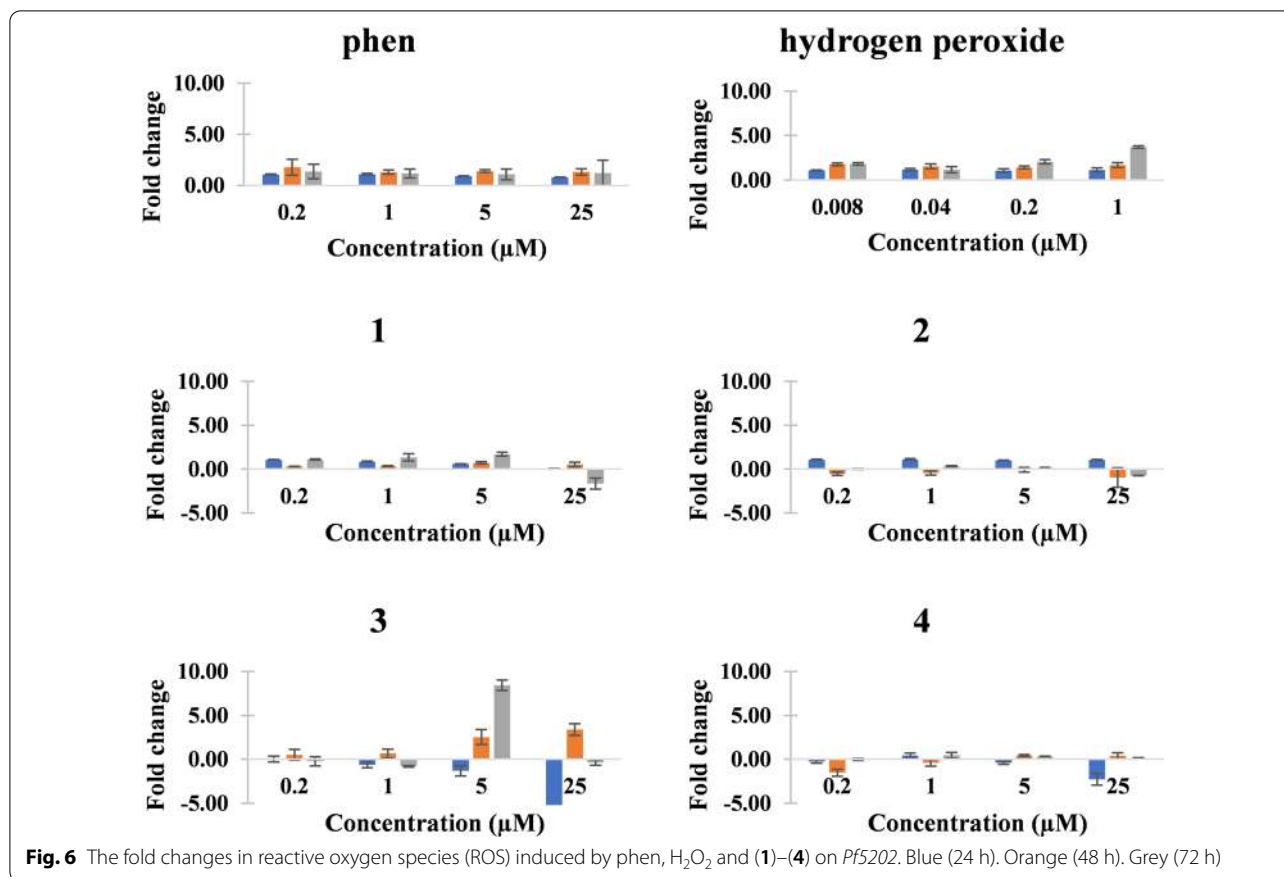 phen
hydrogen peroxide
10.00
5.00
0.00
Fold change
0.2 1 5 25
Concentration (µM)
10.00
5.00
0.00
Fold change
0.008 0.04 0.2 1
Concentration (µM)
1
2
10.00
5.00
0.00
-5.00
Fold change
0.2 1 5 25
Concentration (µM)
10.00
5.00
0.00
-5.00
Fold change
0.2 1 5 25
Concentration (µM)
3
4
10.00
5.00
0.00
-5.00
Fold change
0.2 1 5 25
Concentration (µM)
10.00
5.00
0.00
-5.00
Fold change
0.2 1 5 25
Concentration (µM)
Fig. 6 The fold changes in reactive oxygen species (ROS) induced by phen, H₂O₂ and (1)–(4) on Pf5202. Blue (24 h). Orange (48 h). Grey (72 h)